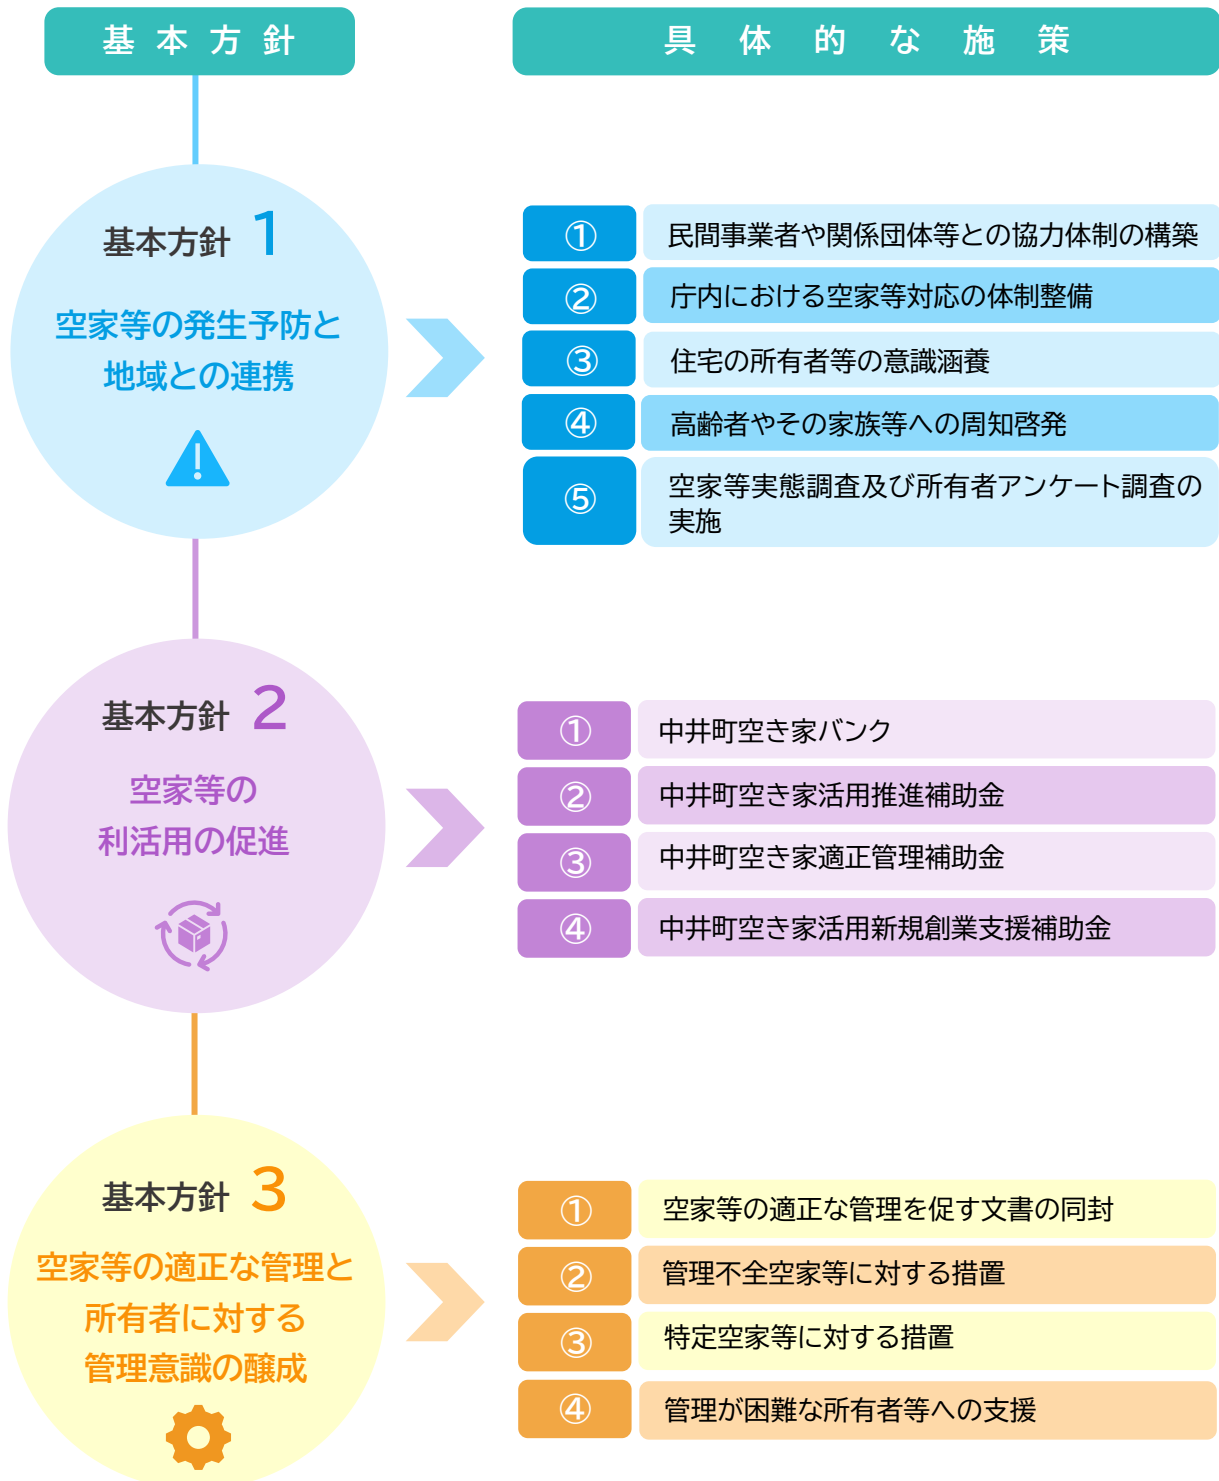 基本方針
具体的な施策
基本方針 1
空家等の発生予防と
地域との連携
① 民間事業者や関係団体等との協力体制の構築
② 庁内における空家等対応の体制整備
③ 住宅の所有者等の意識涵養
④ 高齢者やその家族等への周知啓発
⑤ 空家等実態調査及び所有者アンケート調査の
実施
基本方針 2
空家等の
利活用の促進
① 中井町空き家バンク
② 中井町空き家活用推進補助金
③ 中井町空き家適正管理補助金
④ 中井町空き家活用新規創業支援補助金
基本方針 3
空家等の適正な管理と
所有者に対する
管理意識の醸成
① 空家等の適正な管理を促す文書の同封
② 管理不全空家等に対する措置
③ 特定空家等に対する措置
④ 管理が困難な所有者等への支援